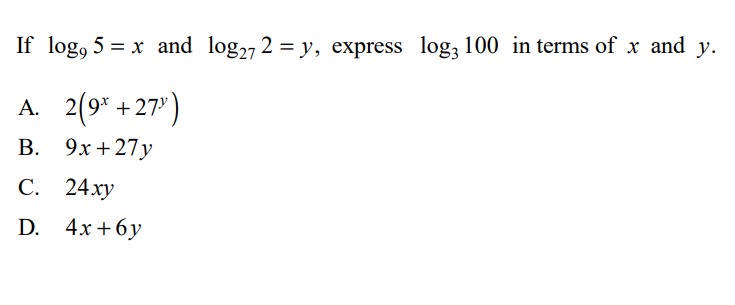 If log₉ 5 = x and log₂₇ 2 = y, express log₃ 100 in terms of x and y.
A. 2(9ˣ + 27ʸ)
B. 9x + 27y
C. 24xy
D. 4x + 6y